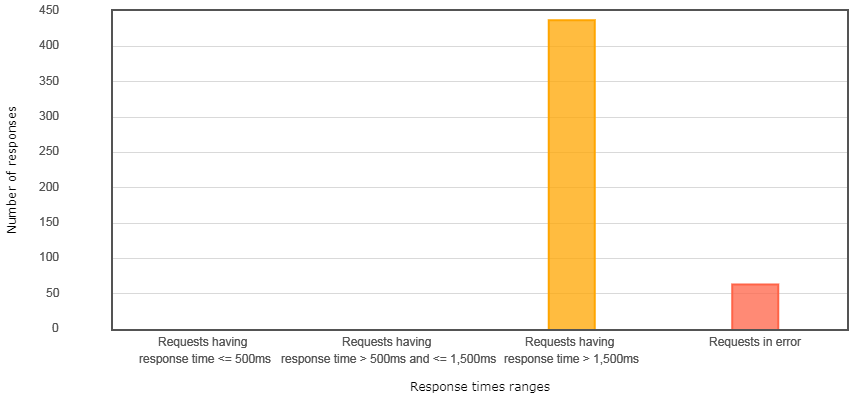 450
400
350
300
250
200
150
100
50
0
Number of responses
Requests having
response time <= 500ms
Requests having
response time > 500ms and <= 1,500ms
Requests having
response time > 1,500ms
Requests in error
Response times ranges